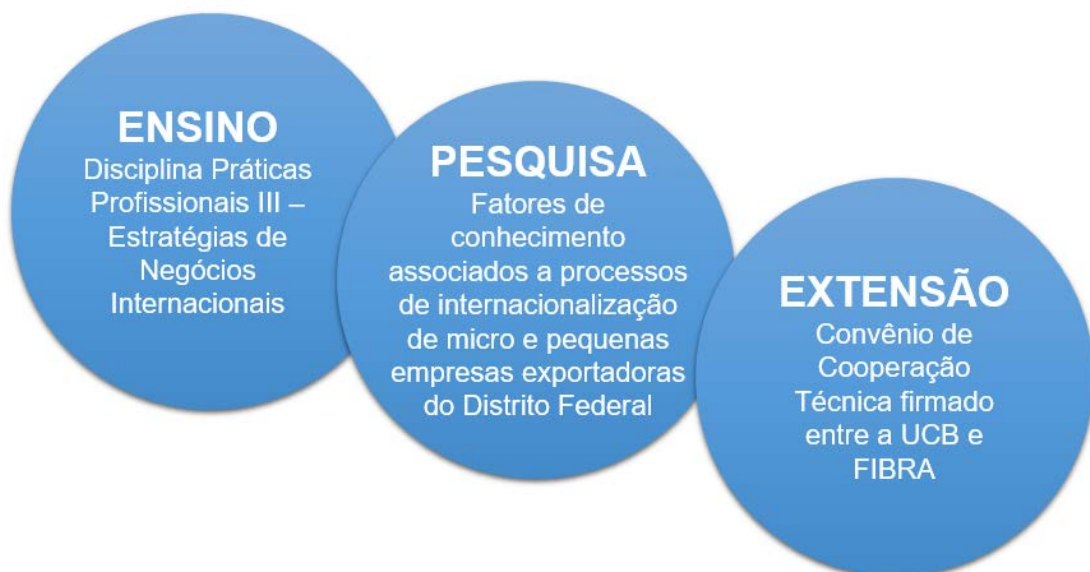 ENSINO
Disciplina Práticas
Profissionais III –
Estratégias de
Negócios
Internacionais
PESQUISA
Fatores de
conhecimento
associados a processos
de internacionalização
de micro e pequenas
empresas exportadoras
do Distrito Federal
EXTENSÃO
Convênio de
Cooperação
Técnica firmado
entre a UCB e
FIBRA